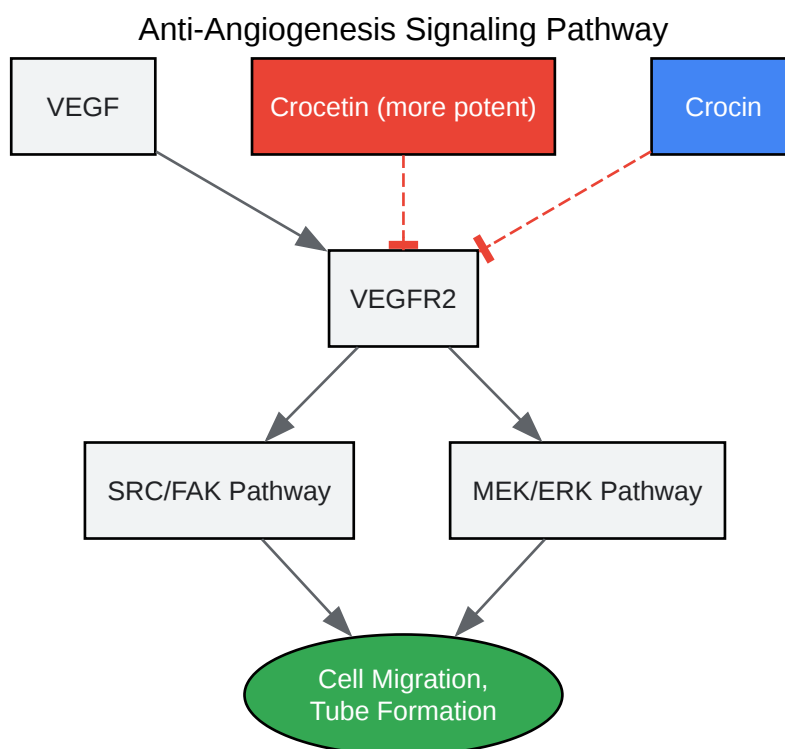 Anti-Angiogenesis Signaling Pathway
VEGF
Crocetin (more potent)
Crocin
VEGFR2
SRC/FAK Pathway
MEK/ERK Pathway
Cell Migration,
Tube Formation